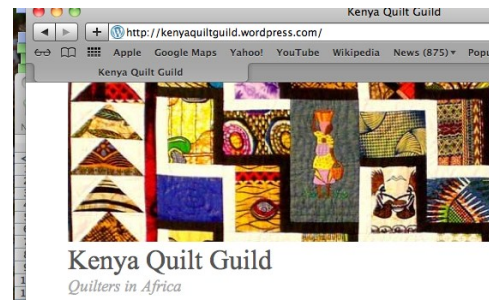 Kenya Quilt Guild
http://kenyaquiltguild.wordpress.com/
Apple Google Maps Yahoo! YouTube Wikipedia News (875) Popu
Kenya Quilt Guild
Kenya Quilt Guild
Quilters in Africa